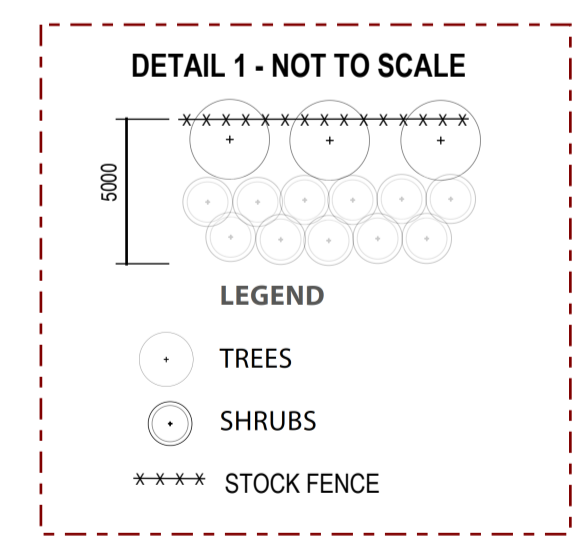 DETAIL 1 - NOT TO SCALE
5000
LEGEND
TREES
SHRUBS
STOCK FENCE